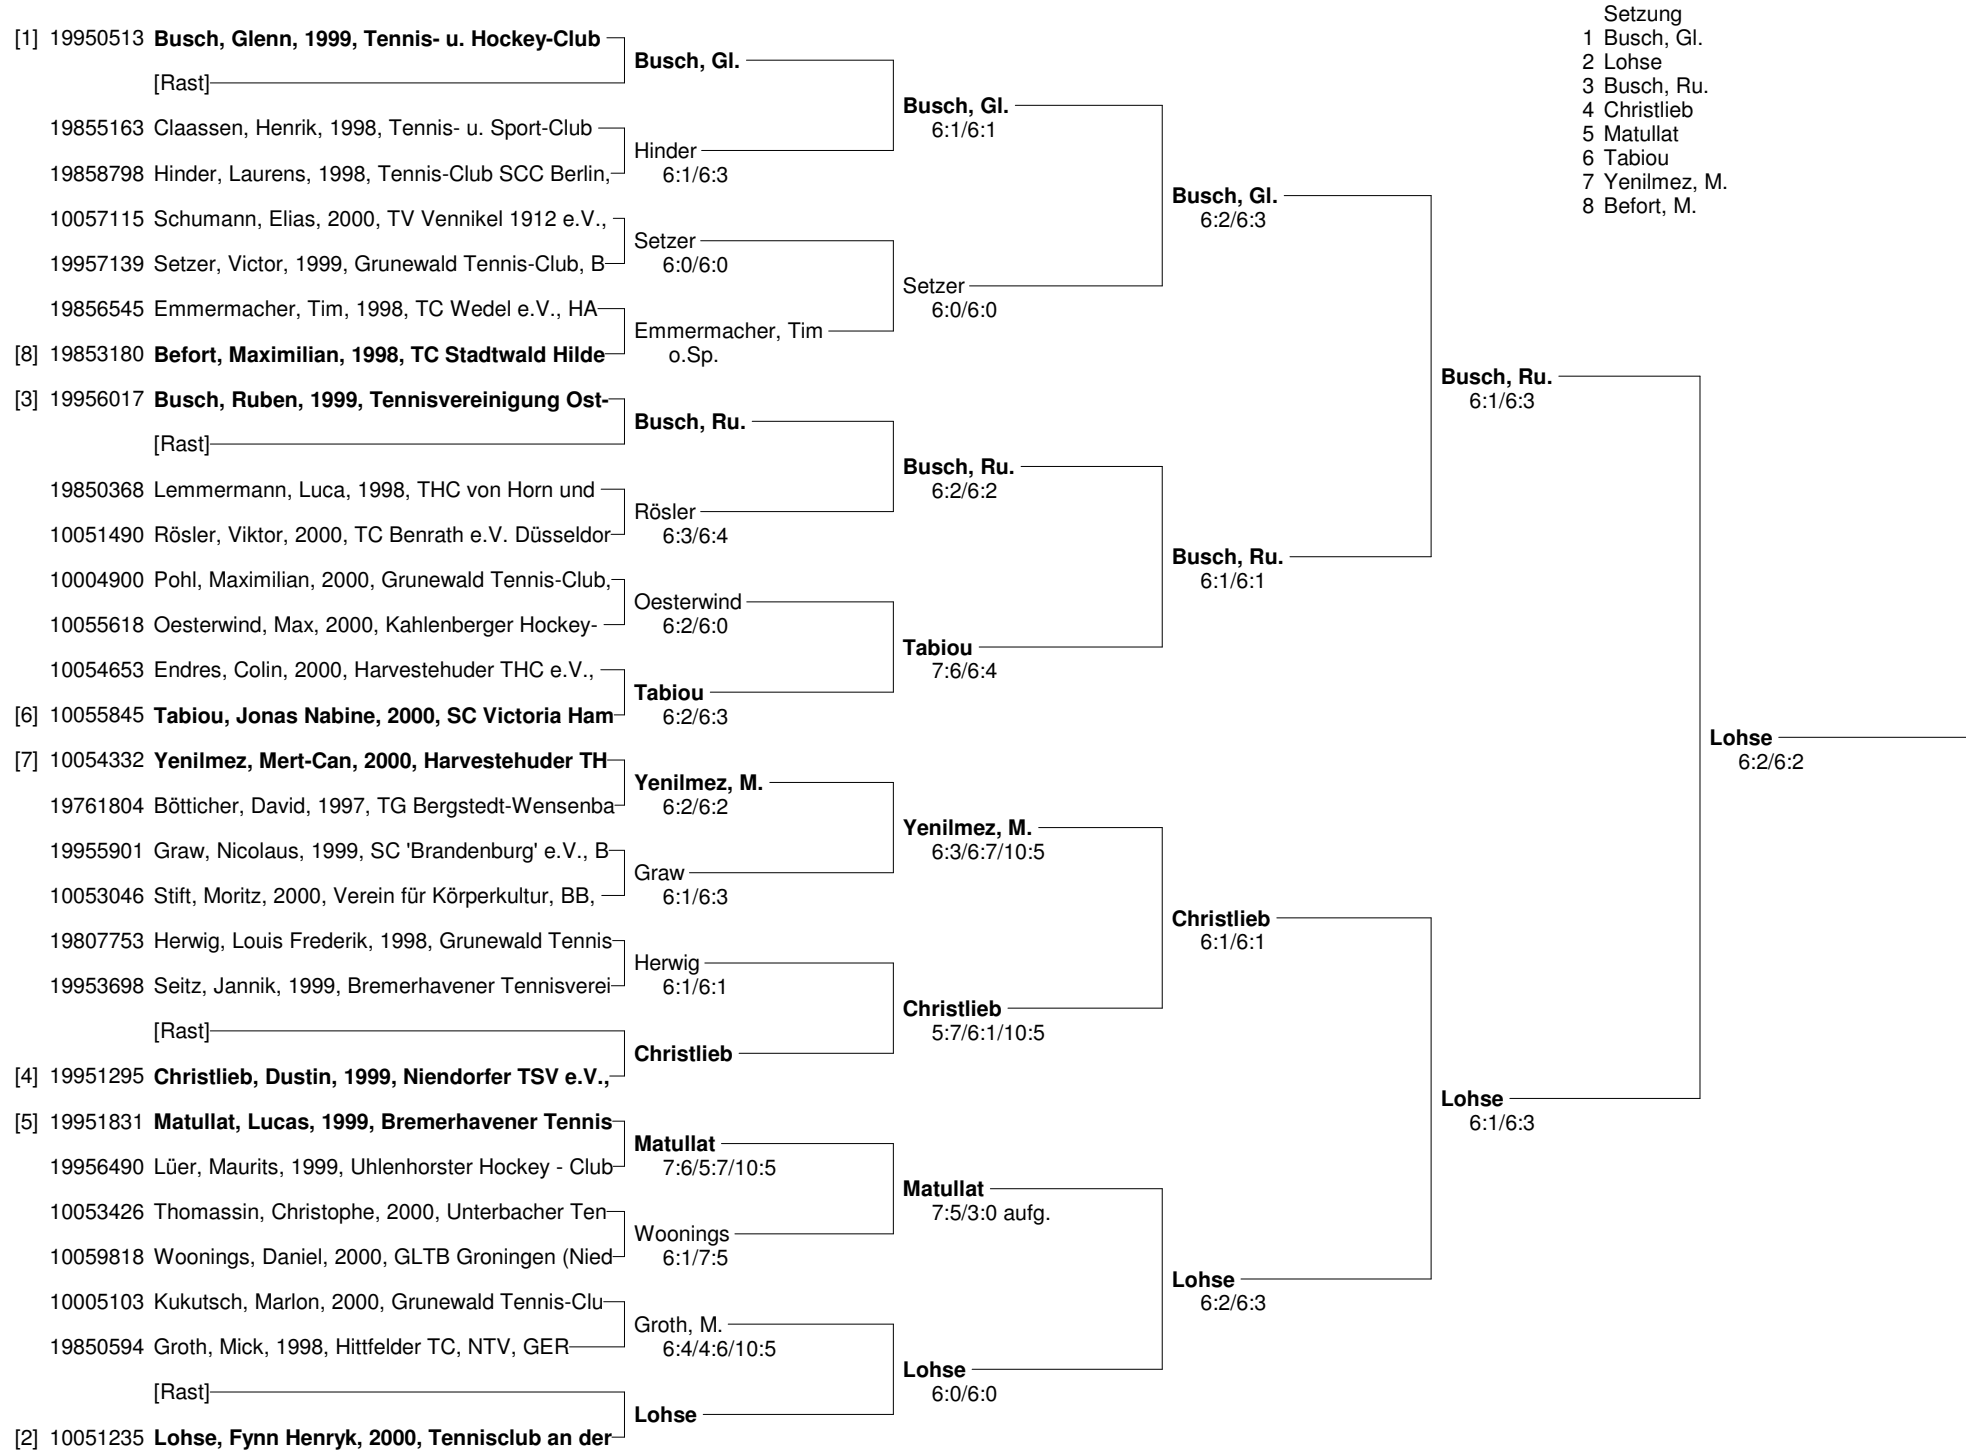 Setzung
1 Busch, Gl.
2 Lohse
3 Busch, Ru.
4 Christlieb
5 Matullat
6 Tabiou
7 Yenilmez, M.
8 Befort, M.
[1] 19950513 Busch, Glenn, 1999, Tennis- u. Hockey-Club
[Rast]
19855163 Claassen, Henrik, 1998, Tennis- u. Sport-Club
19858798 Hinder, Laurens, 1998, Tennis-Club SCC Berlin,
10057115 Schumann, Elias, 2000, TV Vennikel 1912 e.V.,
19957139 Setzer, Victor, 1999, Grunewald Tennis-Club, B
19856545 Emmermacher, Tim, 1998, TC Wedel e.V., HA
[8] 19853180 Befort, Maximilian, 1998, TC Stadtwald Hilde
[3] 19956017 Busch, Ruben, 1999, Tennisvereinigung Ost-
[Rast]
19850368 Lemmermann, Luca, 1998, THC von Horn und
10051490 Rösler, Viktor, 2000, TC Benrath e.V. Düsseldor
10004900 Pohl, Maximilian, 2000, Grunewald Tennis-Club,
10055618 Oesterwind, Max, 2000, Kahlenberger Hockey-
10054653 Endres, Colin, 2000, Harvestehuder THC e.V.,
[6] 10055845 Tabiou, Jonas Nabine, 2000, SC Victoria Ham
[7] 10054332 Yenilmez, Mert-Can, 2000, Harvestehuder TH
19761804 Bötticher, David, 1997, TG Bergstedt-Wensenba
19955901 Graw, Nicolaus, 1999, SC 'Brandenburg' e.V., B
10053046 Stift, Moritz, 2000, Verein für Körperkultur, BB,
19807753 Herwig, Louis Frederik, 1998, Grunewald Tennis
19953698 Seitz, Jannik, 1999, Bremerhavener Tennisverei
[Rast]
[4] 19951295 Christlieb, Dustin, 1999, Niendorfer TSV e.V.,
[5] 19951831 Matullat, Lucas, 1999, Bremerhavener Tennis
19956490 Lüer, Maurits, 1999, Uhlenhorster Hockey - Club
10053426 Thomassin, Christophe, 2000, Unterbacher Ten
10059818 Woonings, Daniel, 2000, GLTB Groningen (Nied
10005103 Kukutsch, Marlon, 2000, Grunewald Tennis-Clu
19850594 Groth, Mick, 1998, Hittfelder TC, NTV, GER
[Rast]
[2] 10051235 Lohse, Fynn Henryk, 2000, Tennisclub an der
Busch, Gl.
Hinder
6:1/6:3
Setzer
6:0/6:0
Emmermacher, Tim
o.Sp.
Busch, Ru.
Rösler
6:3/6:4
Oesterwind
6:2/6:0
Tabiou
6:2/6:3
Yenilmez, M.
6:2/6:2
Graw
6:1/6:3
Herwig
6:1/6:1
Christlieb
Matullat
7:6/5:7/10:5
Woonings
6:1/7:5
Groth, M.
6:4/4:6/10:5
Lohse
Busch, Gl.
6:1/6:1
Setzer
6:0/6:0
Busch, Ru.
6:2/6:2
Tabiou
7:6/6:4
Yenilmez, M.
6:3/6:7/10:5
Christlieb
5:7/6:1/10:5
Matullat
7:5/3:0 aufg.
Lohse
6:0/6:0
Busch, Gl.
6:2/6:3
Busch, Ru.
6:1/6:1
Christlieb
6:1/6:1
Lohse
6:2/6:3
Busch, Ru.
6:1/6:3
Lohse
6:1/6:3
Lohse
6:2/6:2